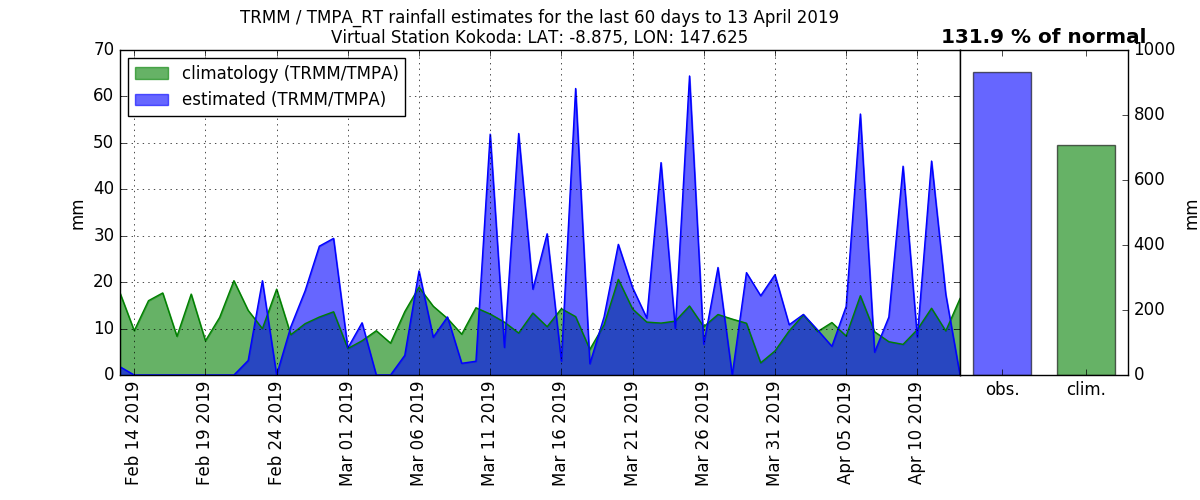 TRMM / TMPA_RT rainfall estimates for the last 60 days to 13 April 2019
Virtual Station Kokoda: LAT: -8.875, LON: 147.625
131.9 % of normal
climatology (TRMM/TMPA)
estimated (TRMM/TMPA)
70
60
50
40
30
20
10
0
mm
Feb 14 2019
Feb 19 2019
Feb 24 2019
Mar 01 2019
Mar 06 2019
Mar 11 2019
Mar 16 2019
Mar 21 2019
Mar 26 2019
Mar 31 2019
Apr 05 2019
Apr 10 2019
obs.
clim.
1000
800
600
400
200
0
mm